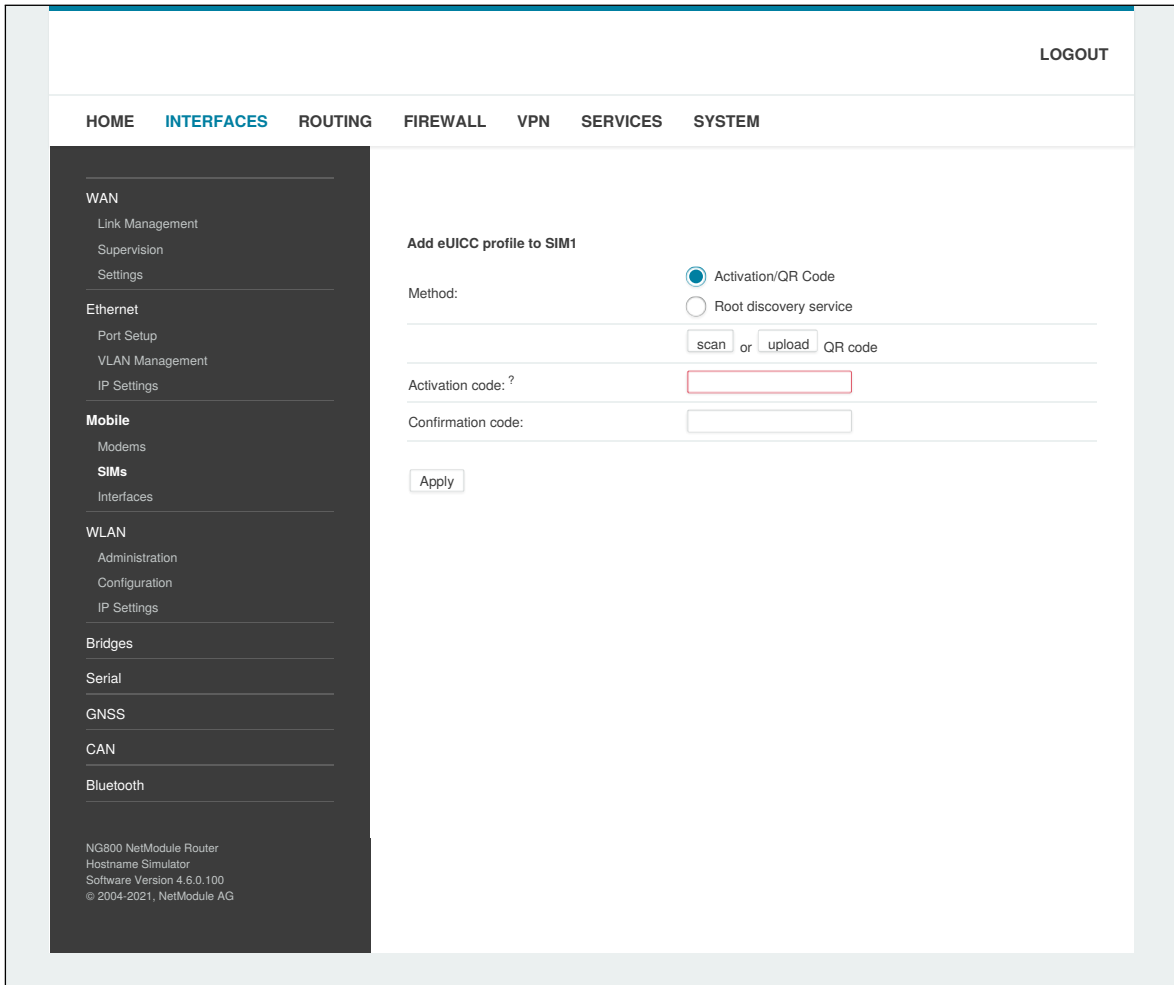 LOGOUT
HOME INTERFACES ROUTING FIREWALL VPN SERVICES SYSTEM
WAN
Link Management
Supervision
Settings
Ethernet
Port Setup
VLAN Management
IP Settings
Mobile
Modems
SIMs
Interfaces
WLAN
Administration
Configuration
IP Settings
Bridges
Serial
GNSS
CAN
Bluetooth
NG800 NetModule Router
Hostname Simulator
Software Version 4.6.0.100
© 2004-2021, NetModule AG
Add eUICC profile to SIM1
Method:
Activation/QR Code
Root discovery service
scan or upload QR code
Activation code: ?
Confirmation code:
Apply